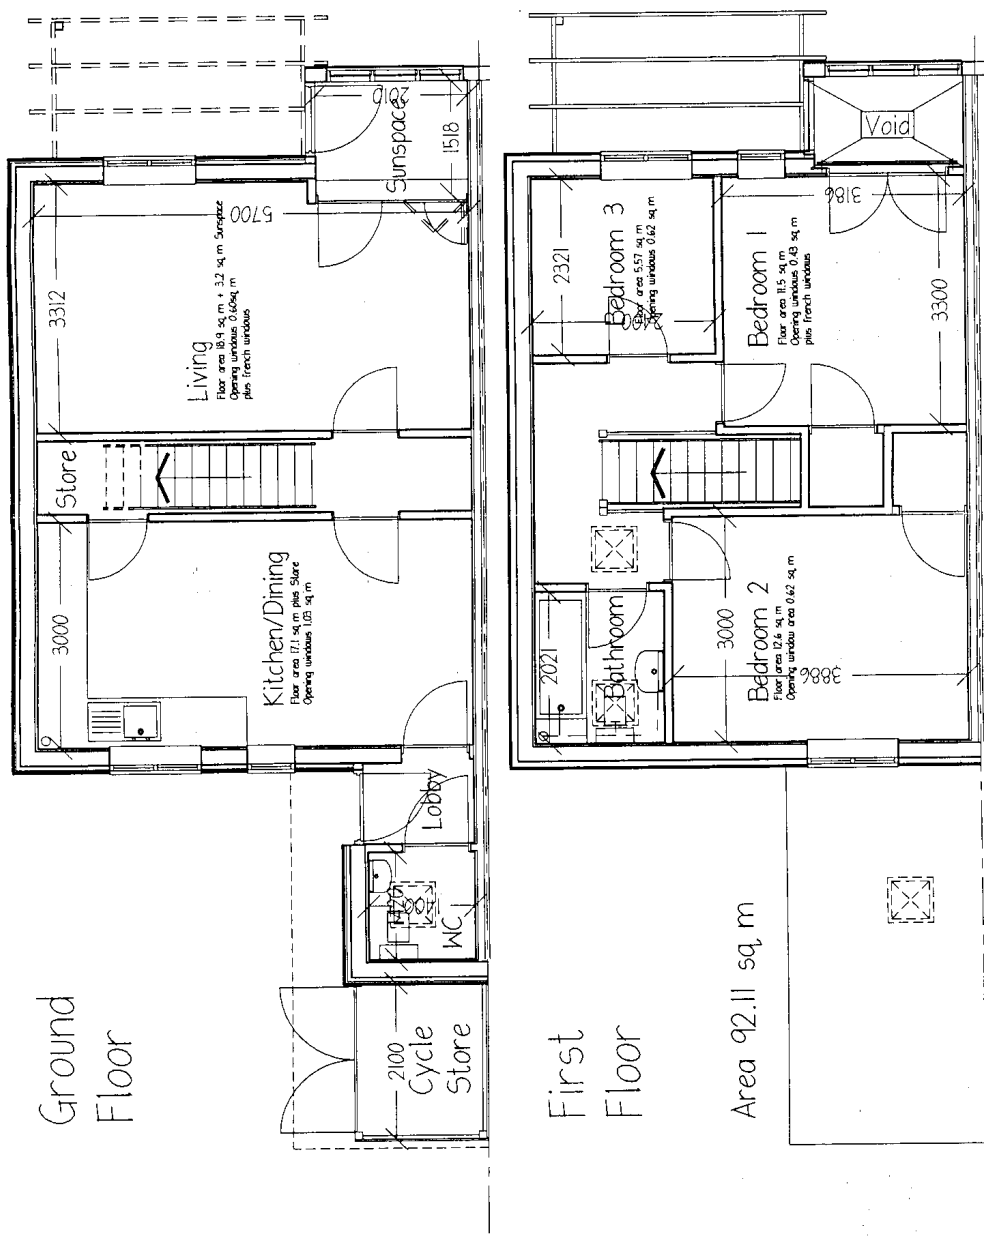 Ground
Floor
Living
Floor area 18.9 sq m + 3.2 sq m Sunspace
Opening windows 0.60sq m
plus french windows
3312
5700
Sunspace
2010
1518
Store
Kitchen/Dining
Floor area 17.1 sq m plus Store
Opening windows 1.03 sq m
3000
Lobby
WC
Cycle
Store
2100
First
Floor
Area 92.11 sq m
Void
Bedroom 3
Floor area 5.57 sq m
Opening windows 0.62 sq m
2321
2400
Bedroom 1
Floor area 11.5 sq m
Opening windows 0.43 sq m
plus french windows
3186
3300
Bathroom
2021
Bedroom 2
Floor area 12.6 sq m
Opening window area 0.62 sq m
3000
3886